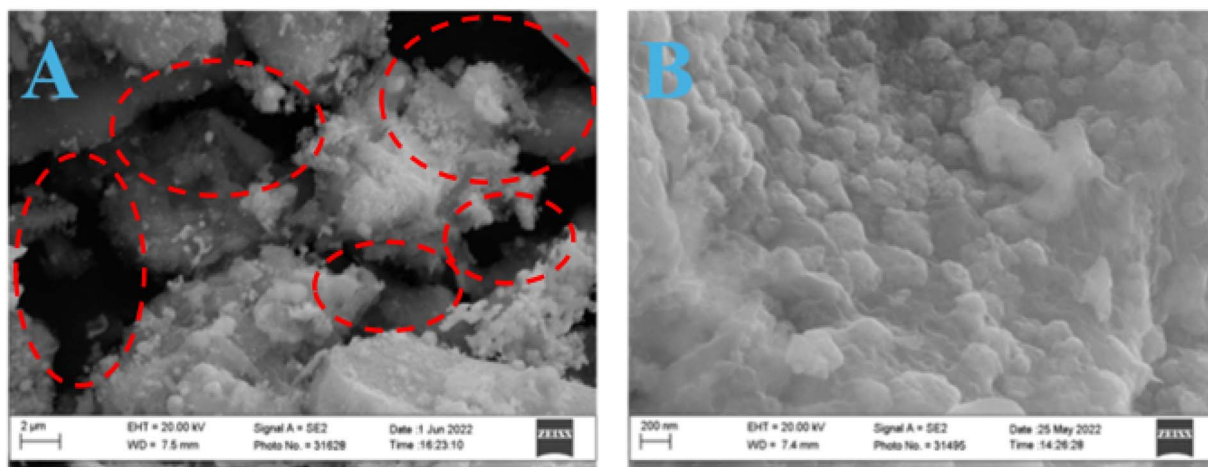 A
B
2 µm
EHT = 20.00 kV
Signal A = SE2
Date :1 Jun 2022
WD = 7.5 mm
Photo No. = 31628
Time :16:23:10
ZEISS
200 nm
EHT = 20.00 kV
Signal A = SE2
Date :25 May 2022
WD = 7.4 mm
Photo No. = 31495
Time :14:26:28
ZEISS